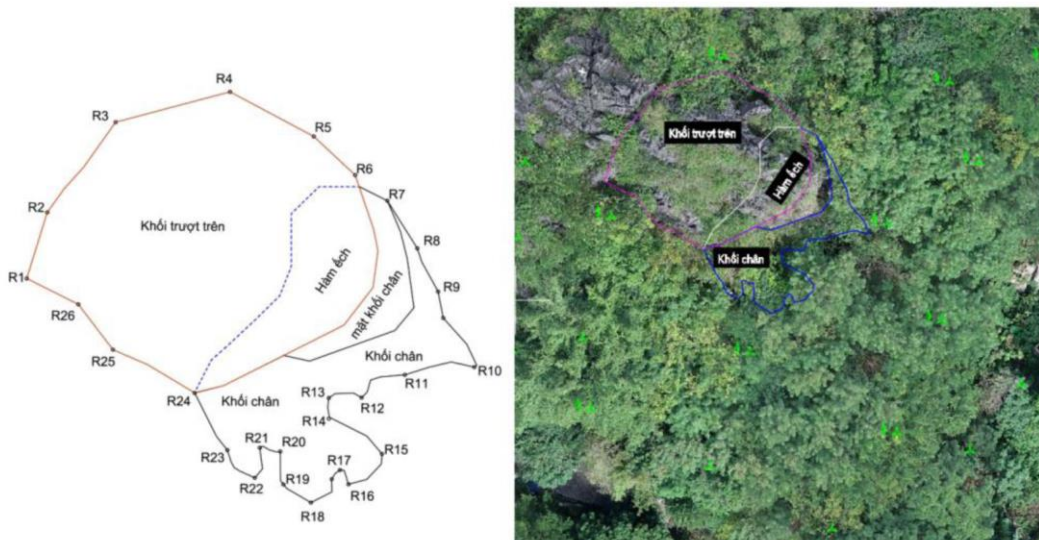 R4
R3
R5
R6
R7
R2
Khối trượt trên
R8
R1
Hàm ếch
R9
R26
mặt khối chân
R25
Khối chân
R10
R11
R24
Khối chân
R13
R12
R14
R23
R21
R20
R15
R22
R19
R17
R16
R18
Khối trượt trên
Hàm ếch
Khối chân